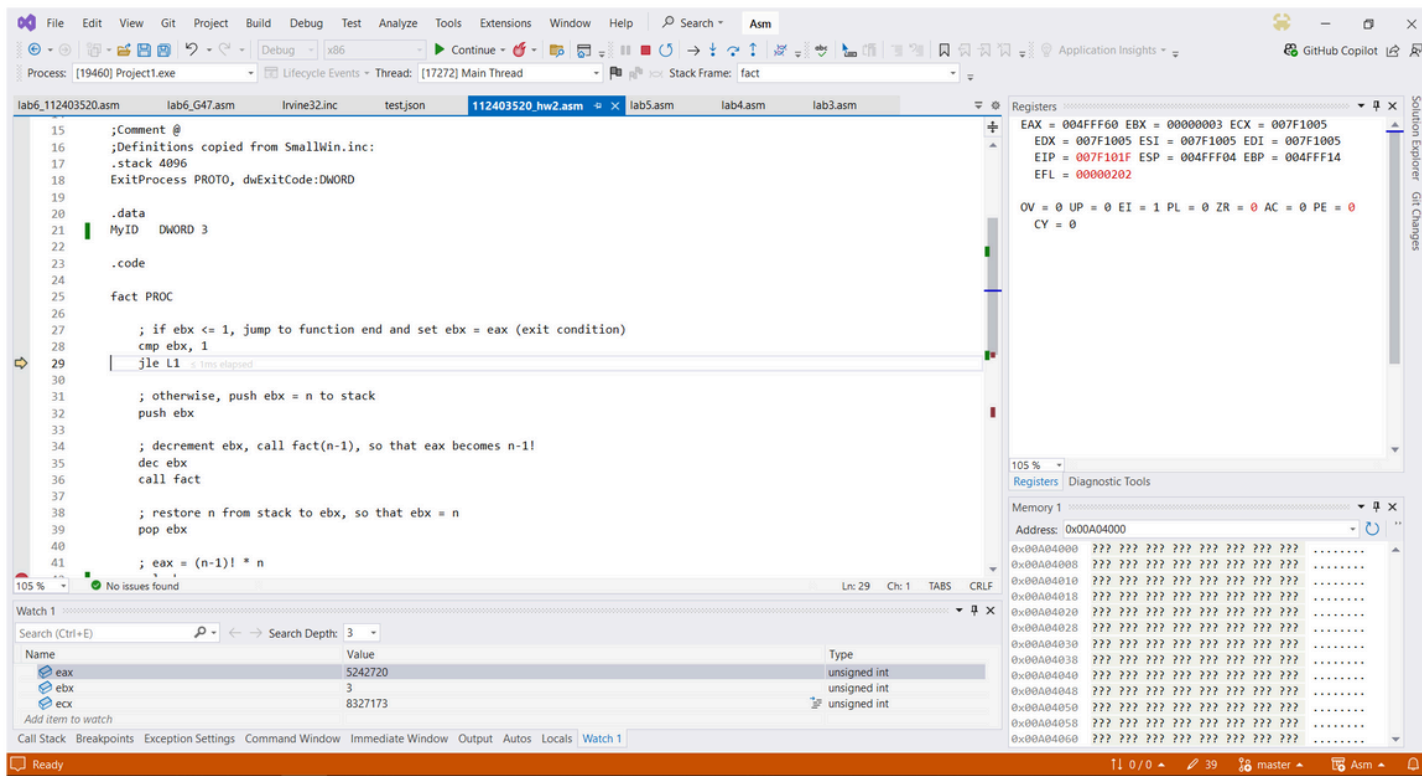 File Edit View Git Project Build Debug Test Analyze Tools Extensions Window Help Search Asm
Debug x86 Continue Application Insights GitHub Copilot
Process: [19460] Project1.exe Lifecycle Events Thread: [17272] Main Thread Stack Frame: fact
lab6_112403520.asm lab6_G47.asm Irvine32.inc test.json 112403520_hw2.asm lab5.asm lab4.asm lab3.asm
15 ;Comment @
16 ;Definitions copied from SmallWin.inc:
17 .stack 4096
18 ExitProcess PROTO, dwExitCode:DWORD
19
20 .data
21 MyID DWORD 3
22
23 .code
24
25 fact PROC
26
27 ; if ebx <= 1, jump to function end and set ebx = eax (exit condition)
28 cmp ebx, 1
29 jle L1 ≤ 1ms elapsed
30
31 ; otherwise, push ebx = n to stack
32 push ebx
33
34 ; decrement ebx, call fact(n-1), so that eax becomes n-1!
35 dec ebx
36 call fact
37
38 ; restore n from stack to ebx, so that ebx = n
39 pop ebx
40
41 ; eax = (n-1)! * n
105 % No issues found Ln: 29 Ch: 1 TABS CRLF
Registers
EAX = 004FFF60 EBX = 00000003 ECX = 007F1005
EDX = 007F1005 ESI = 007F1005 EDI = 007F1005
EIP = 007F101F ESP = 004FFF04 EBP = 004FFF14
EFL = 00000202
OV = 0 UP = 0 EI = 1 PL = 0 ZR = 0 AC = 0 PE = 0
CY = 0
105 %
Registers Diagnostic Tools
Solution Explorer
Git Changes
Memory 1
Address: 0x00A04000
0x00A04000 ??? ??? ??? ??? ??? ??? ??? ??? ........
0x00A04008 ??? ??? ??? ??? ??? ??? ??? ??? ........
0x00A04010 ??? ??? ??? ??? ??? ??? ??? ??? ........
0x00A04018 ??? ??? ??? ??? ??? ??? ??? ??? ........
0x00A04020 ??? ??? ??? ??? ??? ??? ??? ??? ........
0x00A04028 ??? ??? ??? ??? ??? ??? ??? ??? ........
0x00A04030 ??? ??? ??? ??? ??? ??? ??? ??? ........
0x00A04038 ??? ??? ??? ??? ??? ??? ??? ??? ........
0x00A04040 ??? ??? ??? ??? ??? ??? ??? ??? ........
0x00A04048 ??? ??? ??? ??? ??? ??? ??? ??? ........
0x00A04050 ??? ??? ??? ??? ??? ??? ??? ??? ........
0x00A04058 ??? ??? ??? ??? ??? ??? ??? ??? ........
0x00A04060 ??? ??? ??? ??? ??? ??? ??? ??? ........
Watch 1
Search (Ctrl+E) Search Depth: 3
Name Value Type
eax 5242720 unsigned int
ebx 3 unsigned int
ecx 8327173 unsigned int
Add item to watch
Call Stack Breakpoints Exception Settings Command Window Immediate Window Output Autos Locals Watch 1
Ready 0/0 39 master Asm